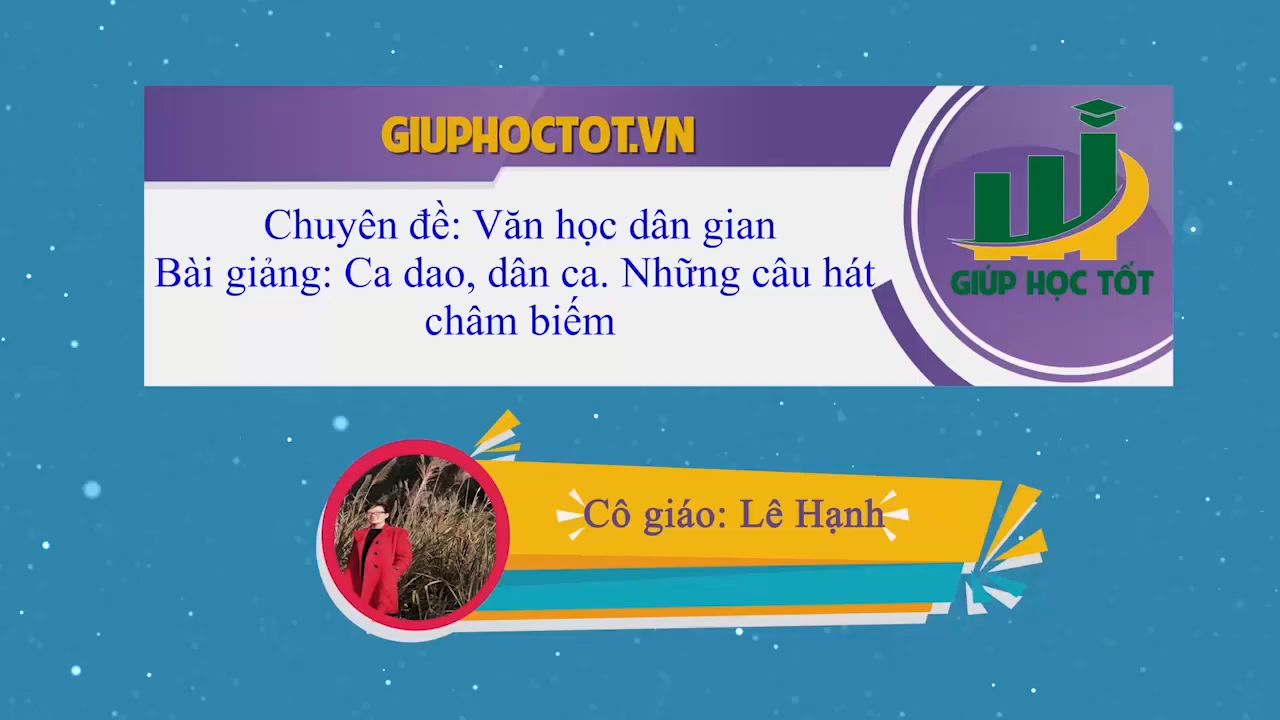 GIUPHOCTOT.VN
Chuyên đề: Văn học dân gian
Bài giảng: Ca dao, dân ca. Những câu hát
châm biếm
GIÚP HỌC TỐT
Cô giáo: Lê Hạnh